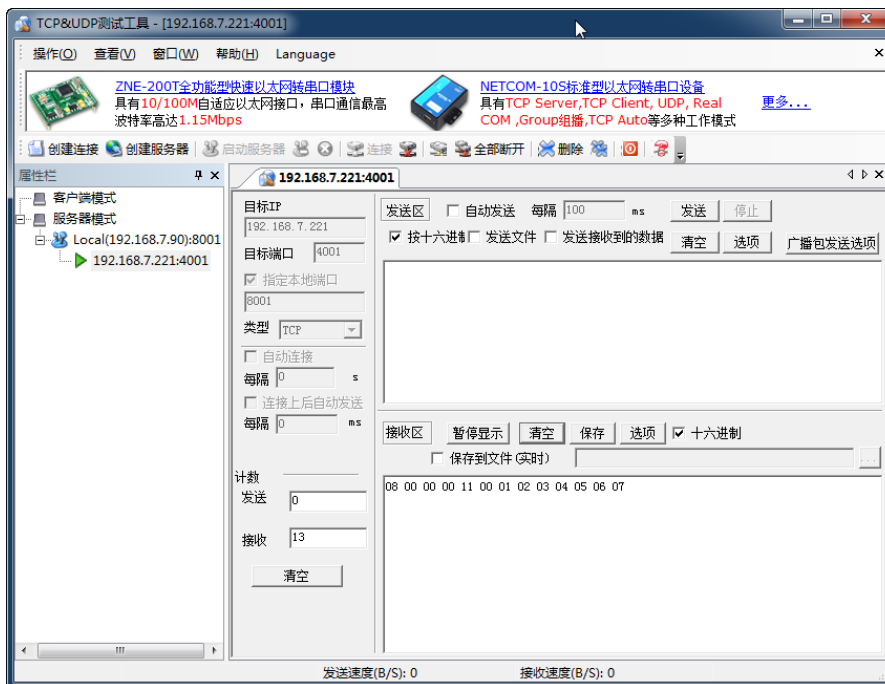 TCP&UDP测试工具 - [192.168.7.221:4001]
操作(O) 查看(V) 窗口(W) 帮助(H) Language
ZNE-200T全功能型快速以太网转串口模块
具有10/100M自适应以太网接口，串口通信最高
波特率高达1.15Mbps
NETCOM-10S标准型以太网转串口设备
具有TCP Server,TCP Client, UDP, Real
COM ,Group组播,TCP Auto等多种工作模式
更多...
创建连接 创建服务器 启动服务器 连接 全部断开 删除
属性栏
客户端模式
服务器模式
Local(192.168.7.90):8001
192.168.7.221:4001
192.168.7.221:4001
目标IP
192.168.7.221
目标端口 4001
指定本地端口
8001
类型 TCP
自动连接
每隔 0 s
连接上后自动发送
每隔 0 ms
计数
发送 0
接收 13
清空
发送区 自动发送 每隔 100 ms 发送 停止
按十六进制 发送文件 发送接收到的数据 清空 选项 广播包发送选项
接收区 暂停显示 清空 保存 选项 十六进制
保存到文件(实时) ...
08 00 00 00 11 00 01 02 03 04 05 06 07
发送速度(B/S): 0 接收速度(B/S): 0